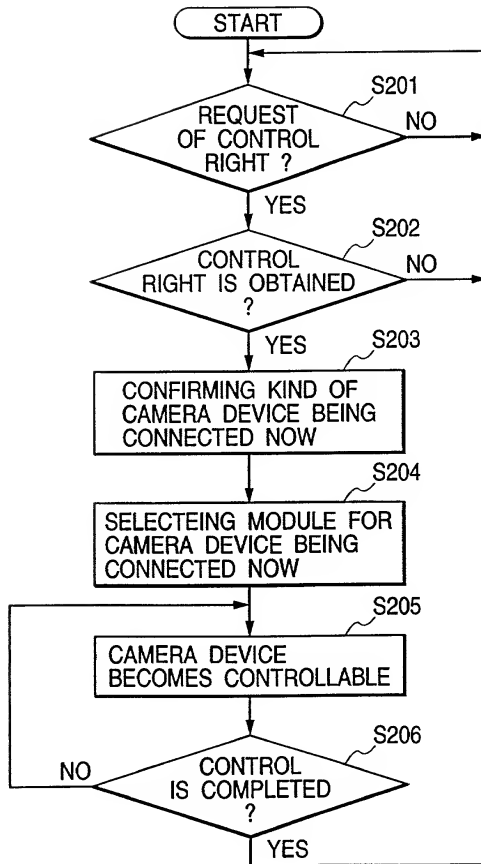 START
S201
REQUEST
OF CONTROL
RIGHT ?
NO
YES
S202
CONTROL
RIGHT IS OBTAINED
?
NO
YES
S203
CONFIRMING KIND OF
CAMERA DEVICE BEING
CONNECTED NOW
S204
SELECTEING MODULE FOR
CAMERA DEVICE BEING
CONNECTED NOW
S205
CAMERA DEVICE
BECOMES CONTROLLABLE
S206
NO
CONTROL
IS COMPLETED
?
YES